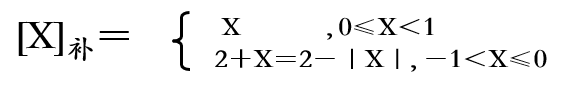 [X]补= { X ,0⩽X<1
2+X=2-|X|,-1<X⩽0